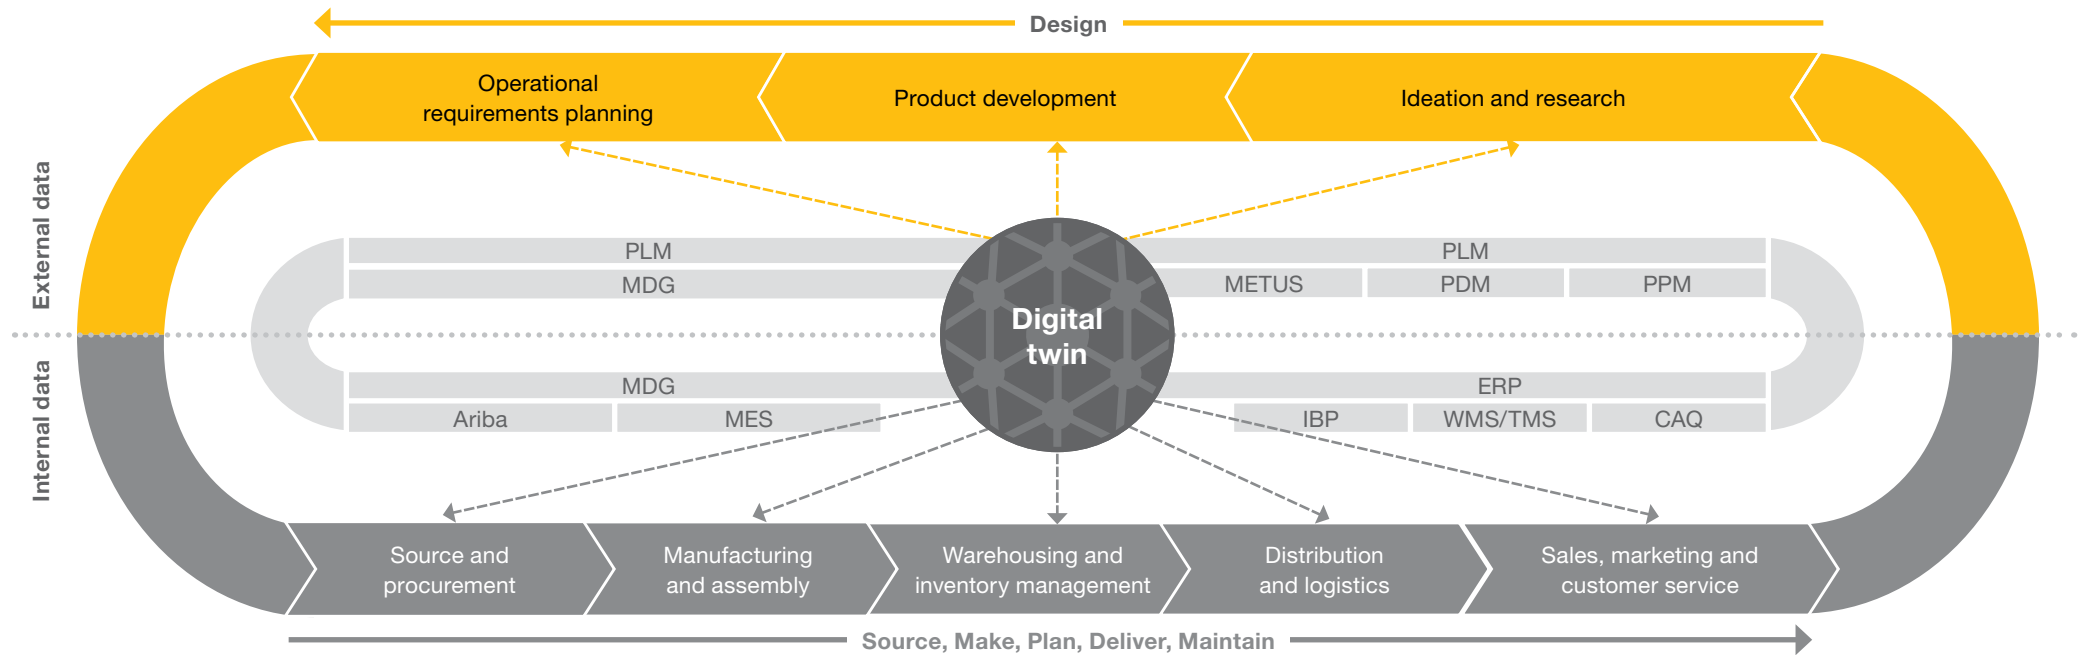 Design
Operational
requirements planning
Product development
Ideation and research
External data
PLM
PLM
MDG
METUS
PDM
PPM
Digital
twin
Internal data
MDG
ERP
Ariba
MES
IBP
WMS/TMS
CAQ
Source and
procurement
Manufacturing
and assembly
Warehousing and
inventory management
Distribution
and logistics
Sales, marketing and
customer service
Source, Make, Plan, Deliver, Maintain